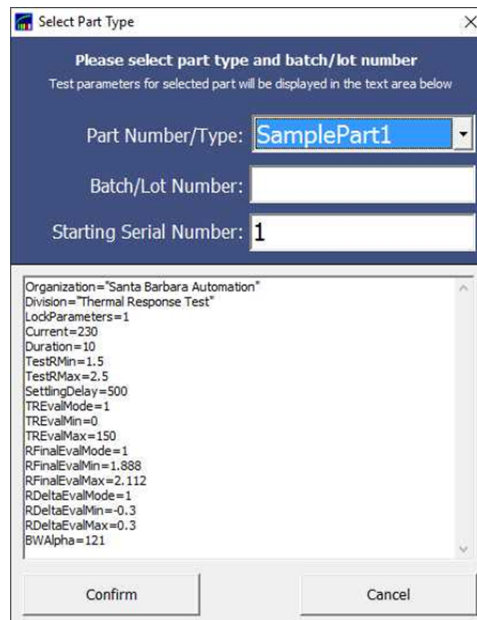 Select Part Type
Please select part type and batch/lot number
Test parameters for selected part will be displayed in the text area below
Part Number/Type: SamplePart1
Batch/Lot Number:
Starting Serial Number: 1
Organization="Santa Barbara Automation"
Division="Thermal Response Test"
LockParameters=1
Current=230
Duration=10
TestRMin=1.5
TestRMax=2.5
SettlingDelay=500
TREvalMode=1
TREvalMin=0
TREvalMax=150
RFinalEvalMode=1
RFinalEvalMin=1.888
RFinalEvalMax=2.112
RDeltaEvalMode=1
RDeltaEvalMin=-0.3
RDeltaEvalMax=0.3
BWAlpha=121
Confirm Cancel